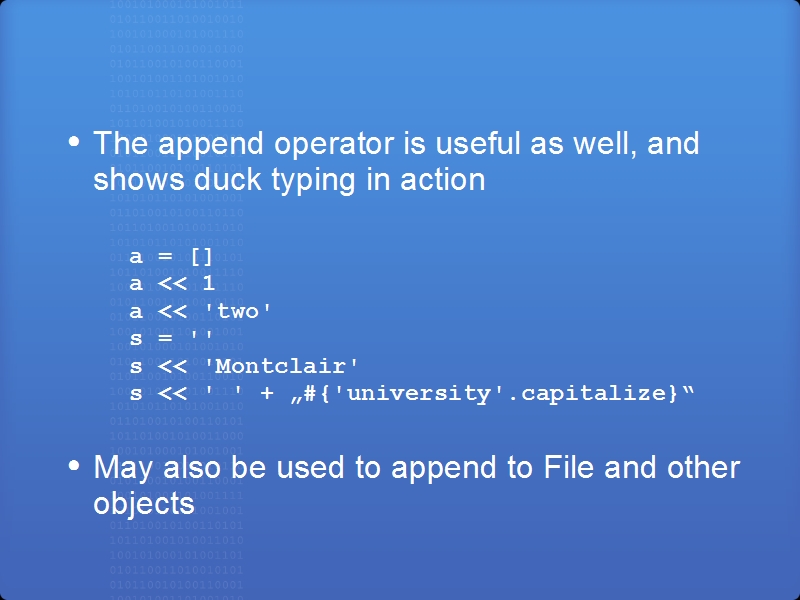 • The append operator is useful as well, and
shows duck typing in action
a = []
a << 1
a << 'two'
s = ''
s << 'Montclair'
s << ' ' + „#{'university'.capitalize}“
• May also be used to append to File and other
objects